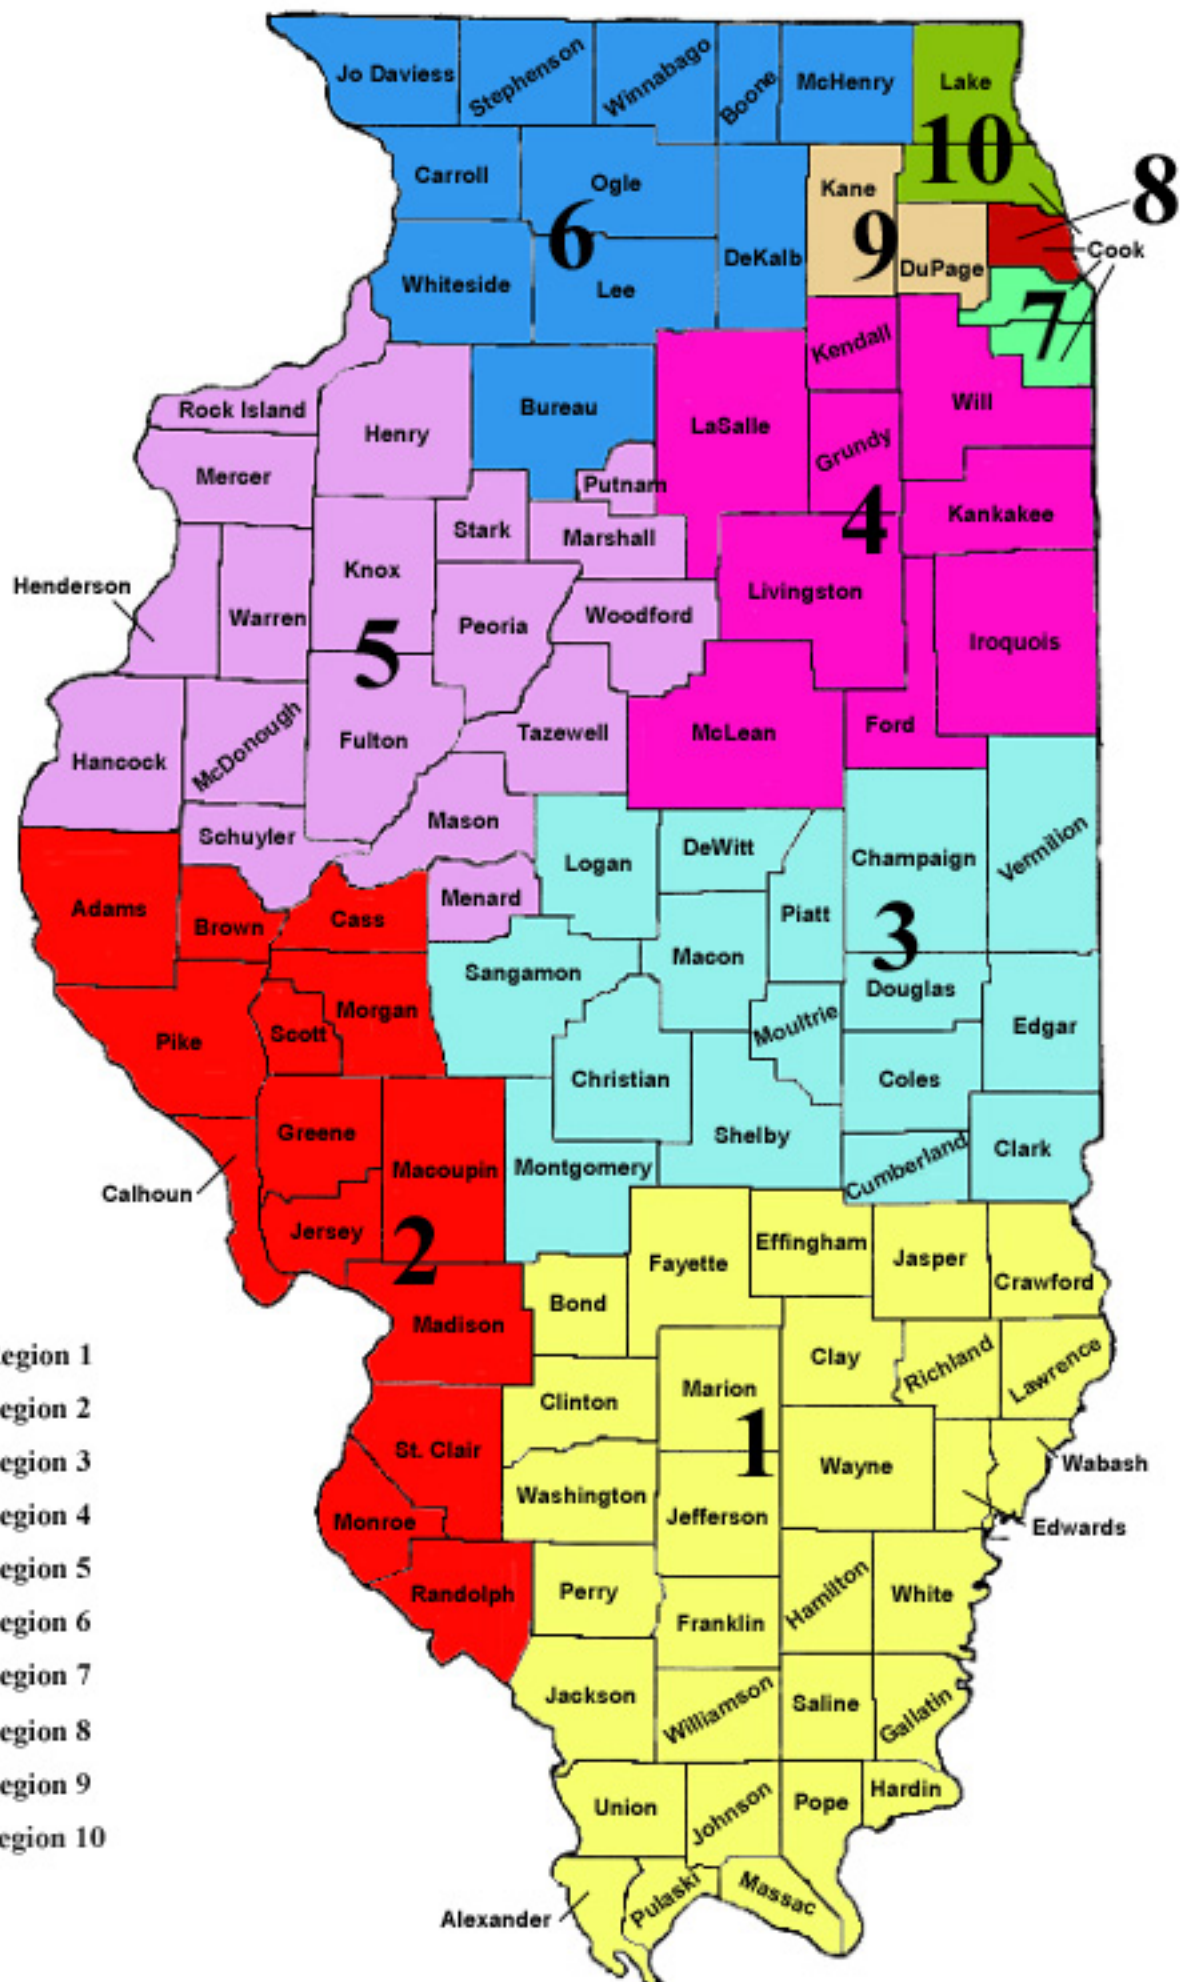 Jo Daviess
Stephenson
Winnabago
Boone
McHenry
Lake
10
Carroll
Ogle
Kane
8
6
9
DeKalb
DuPage
Cook
Whiteside
Lee
7
Kendall
Rock Island
Henry
Bureau
LaSalle
Will
Grundy
Mercer
Putnam
4
Kankakee
Stark
Marshall
Henderson
Knox
Livingston
Warren
Peoria
Woodford
Iroquois
5
Hancock
McDonough
Fulton
Tazewell
McLean
Ford
Schuyler
Mason
Logan
DeWitt
Champaign
Vermilion
Adams
Brown
Cass
Menard
Piatt
3
Sangamon
Macon
Douglas
Pike
Scott
Morgan
Moultrie
Edgar
Christian
Coles
Greene
Macoupin
Montgomery
Shelby
Cumberland
Clark
Calhoun
Jersey
2
Fayette
Effingham
Jasper
Crawford
Bond
Madison
egion 1
Clay
Richland
Lawrence
Marion
egion 2
Clinton
1
St. Clair
egion 3
Wayne
Wabash
Washington
Monroe
egion 4
Jefferson
Edwards
egion 5
Randolph
Perry
Hamilton
White
egion 6
Franklin
egion 7
Jackson
Williamson
Saline
Gallatin
egion 8
egion 9
Union
Johnson
Pope
Hardin
egion 10
Alexander
Pulaski
Massac